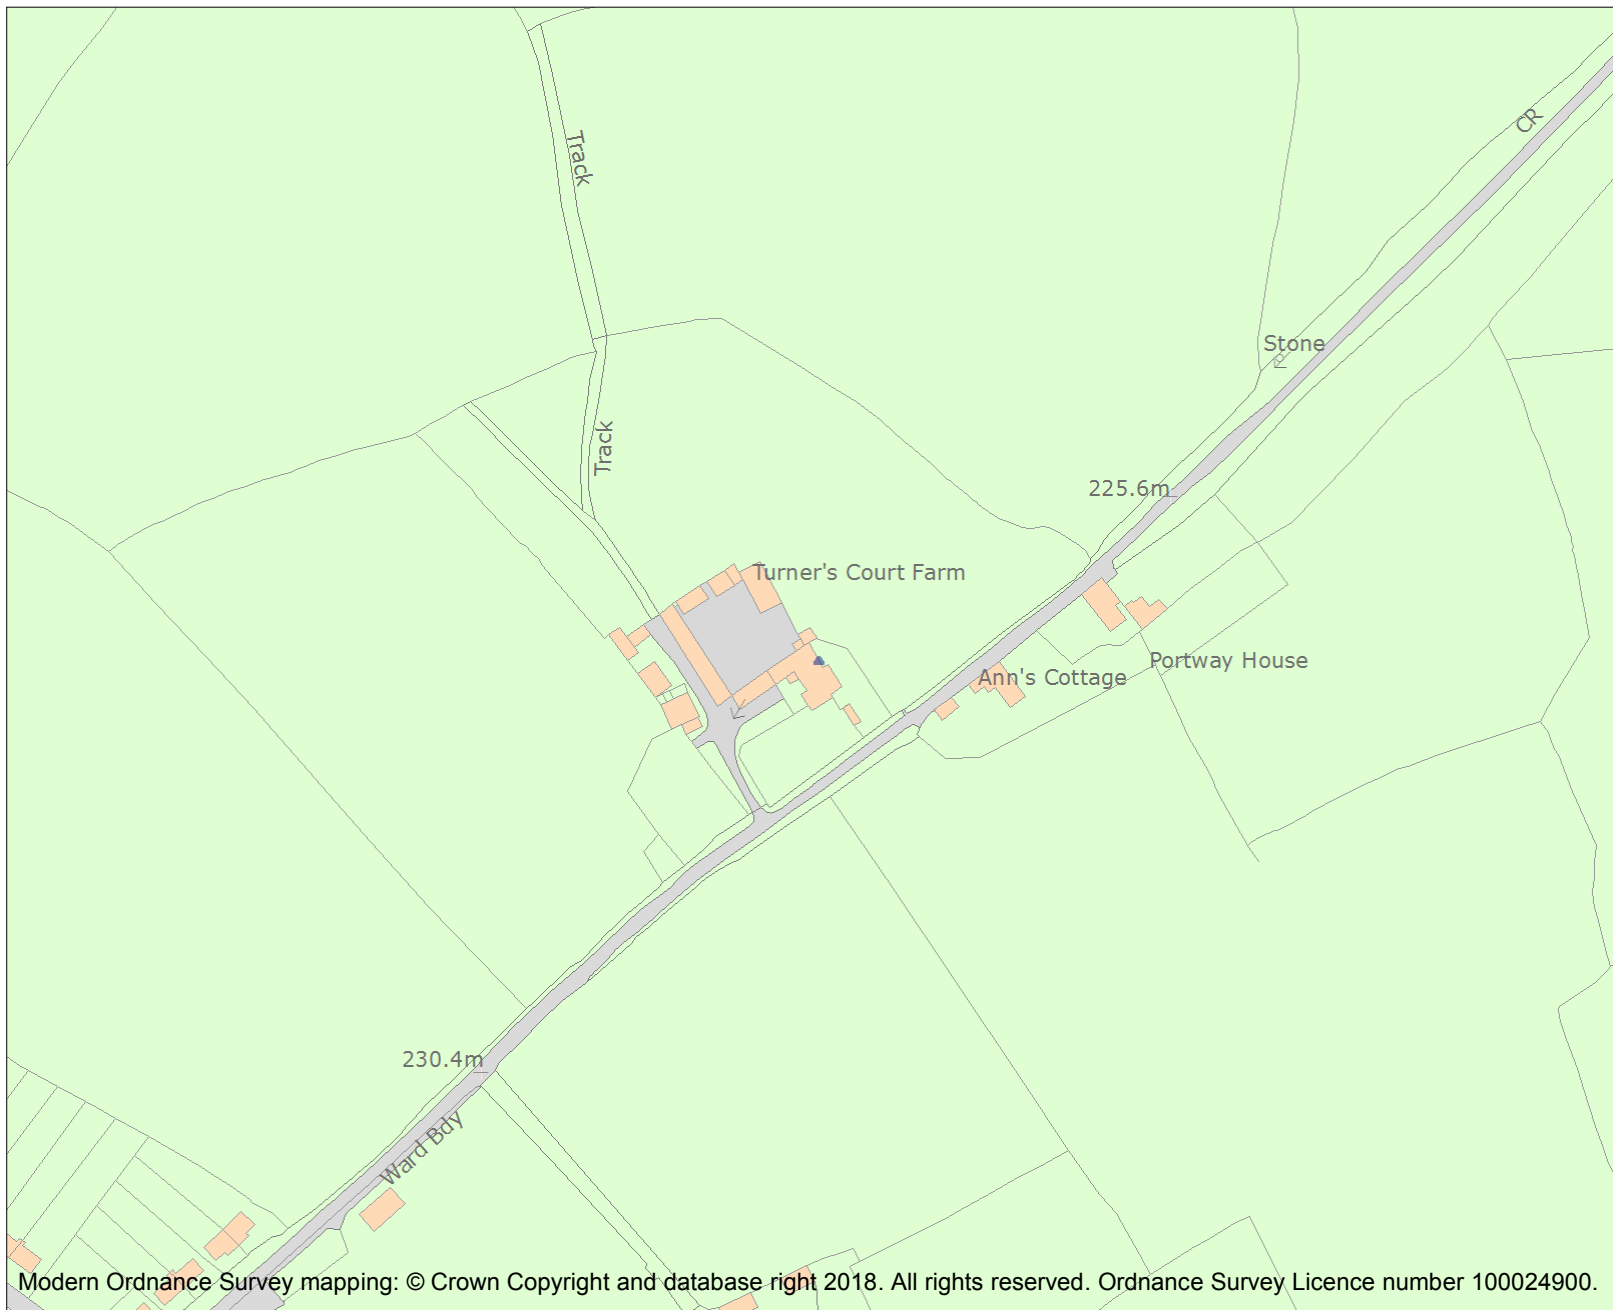 CR
Track
Stone
Track
225.6m
Turner's Court Farm
Portway House
Ann's Cottage
230.4m
Ward Bdy
Modern Ordnance Survey mapping: © Crown Copyright and database right 2018. All rights reserved. Ordnance Survey Licence number 100024900.